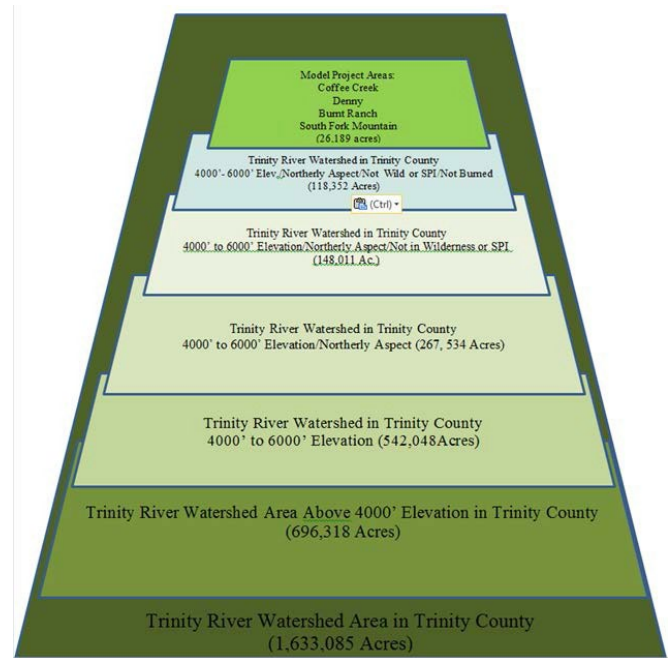 Model Project Areas:
Coffee Creek
Denny
Burnt Ranch
South Fork Mountain
(26,189 acres)
Trinity River Watershed in Trinity County
4000'- 6000' Elev./Northerly Aspect/Not Wild or SPI/Not Burned
(118,352 Acres)
(Ctrl)
Trinity River Watershed in Trinity County
4000' to 6000' Elevation/Northerly Aspect/Not in Wilderness or SPI
(148,011 Ac.)
Trinity River Watershed in Trinity County
4000' to 6000' Elevation/Northerly Aspect (267, 534 Acres)
Trinity River Watershed in Trinity County
4000' to 6000' Elevation (542,048Acres)
Trinity River Watershed Area Above 4000' Elevation in Trinity County
(696,318 Acres)
Trinity River Watershed Area in Trinity County
(1,633,085 Acres)